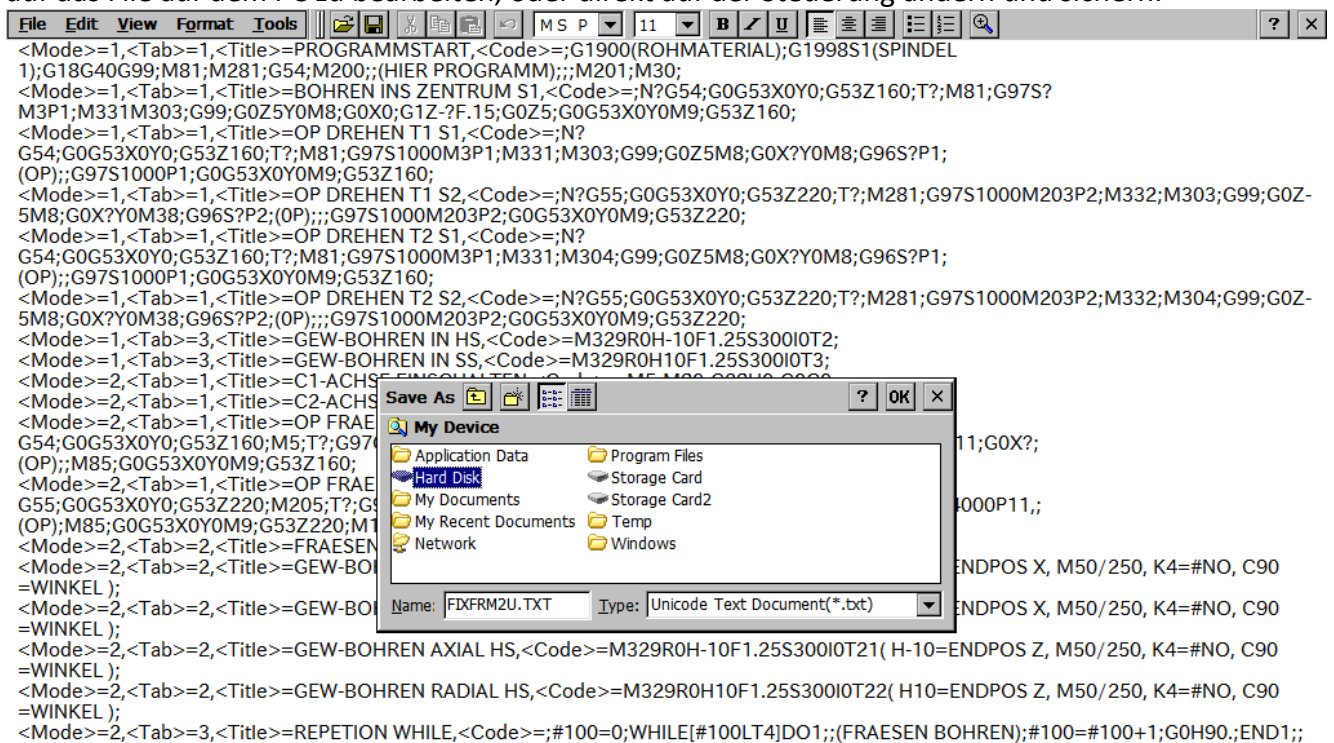 File Edit View Format Tools MS P 11 B I U ? ×
<Mode>=1,<Tab>=1,<Title>=PROGRAMMSTART,<Code>=;G1900(ROHMATERIAL);G1998S1(SPINDEL
1);G18G40G99;M81;M281;G54;M200;;(HIER PROGRAMM);;;M201;M30;
<Mode>=1,<Tab>=1,<Title>=BOHREN INS ZENTRUM S1,<Code>=;N?G54;G0G53X0Y0;G53Z160;T?;M81;G97S?
M3P1;M331M303;G99;G0Z5Y0M8;G0X0;G1Z-?F.15;G0Z5;G0G53X0Y0M9;G53Z160;
<Mode>=1,<Tab>=1,<Title>=OP DREHEN T1 S1,<Code>=;N?
G54;G0G53X0Y0;G53Z160;T?;M81;G97S1000M3P1;M331;M303;G99;G0Z5M8;G0X?Y0M8;G96S?P1;
(OP);;G97S1000P1;G0G53X0Y0M9;G53Z160;
<Mode>=1,<Tab>=1,<Title>=OP DREHEN T1 S2,<Code>=;N?G55;G0G53X0Y0;G53Z220;T?;M281;G97S1000M203P2;M332;M303;G99;G0Z-
5M8;G0X?Y0M38;G96S?P2;(0P);;;G97S1000M203P2;G0G53X0Y0M9;G53Z220;
<Mode>=1,<Tab>=1,<Title>=OP DREHEN T2 S1,<Code>=;N?
G54;G0G53X0Y0;G53Z160;T?;M81;G97S1000M3P1;M331;M304;G99;G0Z5M8;G0X?Y0M8;G96S?P1;
(OP);;G97S1000P1;G0G53X0Y0M9;G53Z160;
<Mode>=1,<Tab>=1,<Title>=OP DREHEN T2 S2,<Code>=;N?G55;G0G53X0Y0;G53Z220;T?;M281;G97S1000M203P2;M332;M304;G99;G0Z-
5M8;G0X?Y0M38;G96S?P2;(0P);;;G97S1000M203P2;G0G53X0Y0M9;G53Z220;
<Mode>=1,<Tab>=3,<Title>=GEW-BOHREN IN HS,<Code>=M329R0H-10F1.25S300I0T2;
<Mode>=1,<Tab>=3,<Title>=GEW-BOHREN IN SS,<Code>=M329R0H10F1.25S300I0T3;
<Mode>=2,<Tab>=1,<Title>=C1-ACHSE
<Mode>=2,<Tab>=1,<Title>=C2-ACHS
<Mode>=2,<Tab>=1,<Title>=OP FRAE
G54;G0G53X0Y0;G53Z160;M5;T?;G97 11;G0X?;
(OP);;M85;G0G53X0Y0M9;G53Z160;
<Mode>=2,<Tab>=1,<Title>=OP FRAE
G55;G0G53X0Y0;G53Z220;M205;T?; 000P11,;
(OP);M85;G0G53X0Y0M9;G53Z220;M1
<Mode>=2,<Tab>=2,<Title>=FRAESEN
<Mode>=2,<Tab>=2,<Title>=GEW-BO ENDPOS X, M50/250, K4=#NO, C90
=WINKEL );
<Mode>=2,<Tab>=2,<Title>=GEW-BO ENDPOS X, M50/250, K4=#NO, C90
=WINKEL );
<Mode>=2,<Tab>=2,<Title>=GEW-BOHREN AXIAL HS,<Code>=M329R0H-10F1.25S300I0T21( H-10=ENDPOS Z, M50/250, K4=#NO, C90
=WINKEL );
<Mode>=2,<Tab>=2,<Title>=GEW-BOHREN RADIAL HS,<Code>=M329R0H10F1.25S300I0T22( H10=ENDPOS Z, M50/250, K4=#NO, C90
=WINKEL );
<Mode>=2,<Tab>=3,<Title>=REPETION WHILE,<Code>=;#100=0;WHILE[#100LT4]DO1;;(FRAESEN BOHREN);#100=#100+1;G0H90.;END1;;
Save As ? OK ×
My Device
Application Data Program Files
Hard Disk Storage Card
My Documents Storage Card2
My Recent Documents Temp
Network Windows
Name: FIXFRM2U.TXT Type: Unicode Text Document(*.txt)